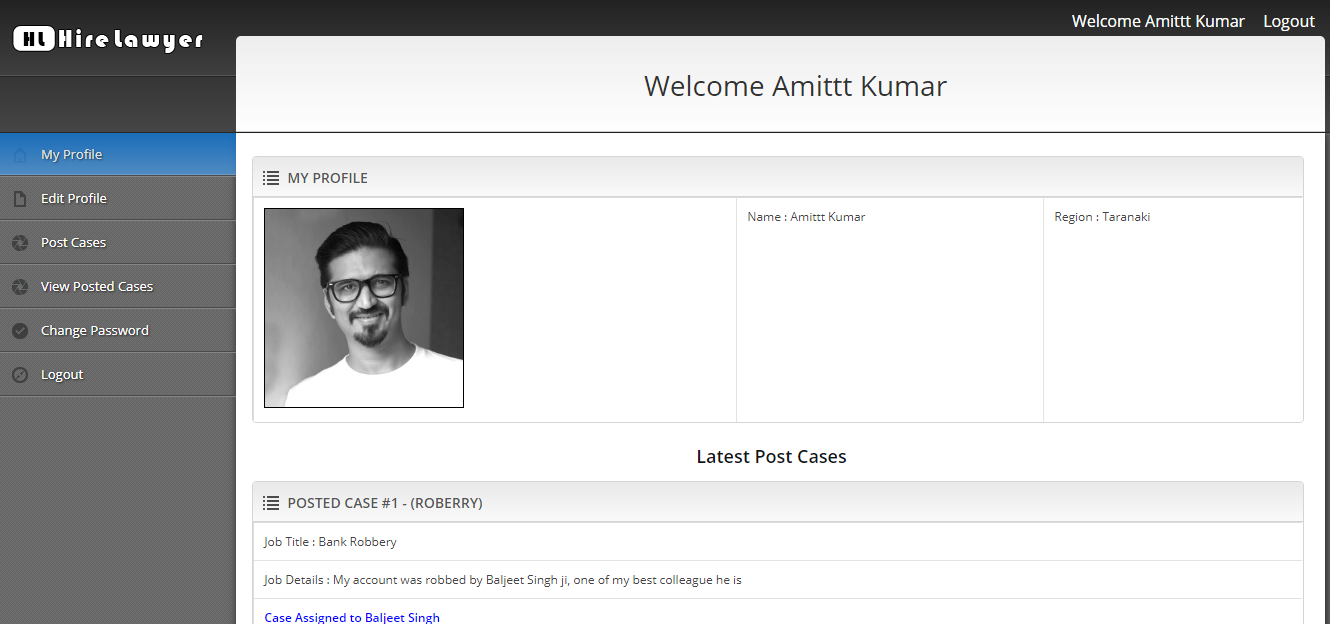 Welcome Amittt Kumar Logout
HL Hire Lawyer
Welcome Amittt Kumar
My Profile
Edit Profile
Post Cases
View Posted Cases
Change Password
Logout
MY PROFILE
Name : Amittt Kumar
Region : Taranaki
Latest Post Cases
POSTED CASE #1 - (ROBERRY)
Job Title : Bank Robbery
Job Details : My account was robbed by Baljeet Singh ji, one of my best colleague he is
Case Assigned to Baljeet Singh